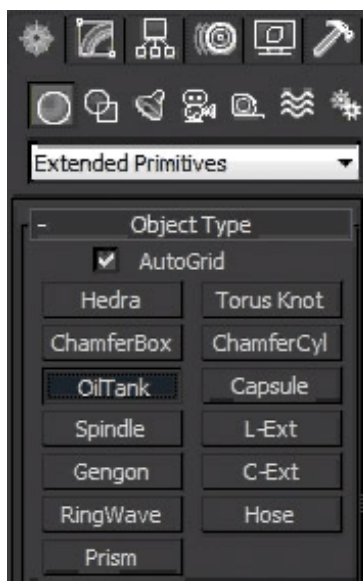 Extended Primitives
- Object Type
AutoGrid
Hedra Torus Knot
ChamferBox ChamferCyl
OilTank Capsule
Spindle L-Ext
Gengon C-Ext
RingWave Hose
Prism